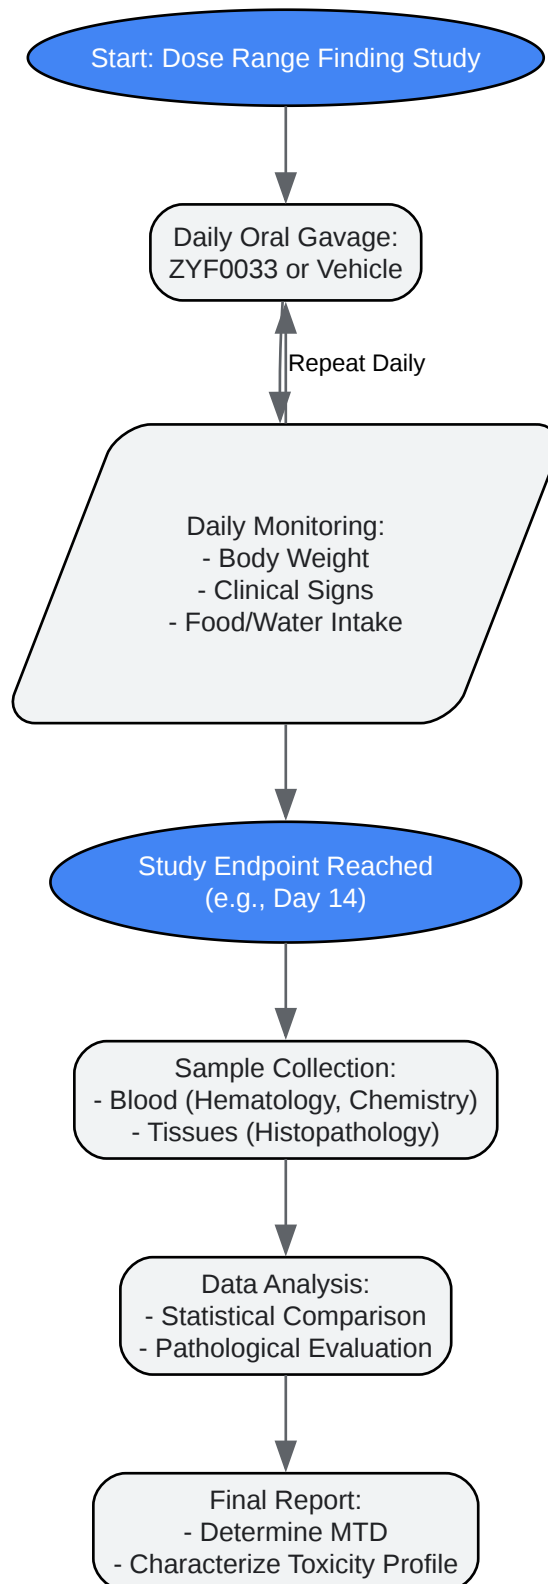 Start: Dose Range Finding Study
Daily Oral Gavage:
ZYF0033 or Vehicle
Repeat Daily
Daily Monitoring:
- Body Weight
- Clinical Signs
- Food/Water Intake
Study Endpoint Reached
(e.g., Day 14)
Sample Collection:
- Blood (Hematology, Chemistry)
- Tissues (Histopathology)
Data Analysis:
- Statistical Comparison
- Pathological Evaluation
Final Report:
- Determine MTD
- Characterize Toxicity Profile